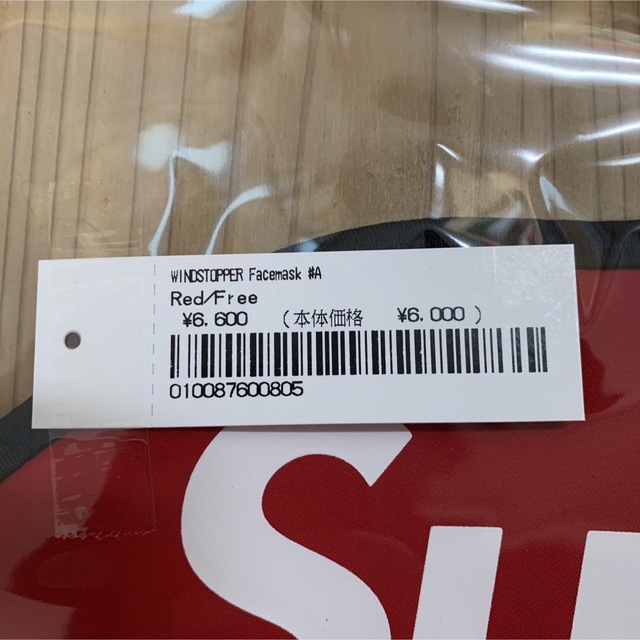 WINDSTOPPER Facemask #A
Red/Free
¥6,600 (本体価格 ¥6,000)
010087600805
Su